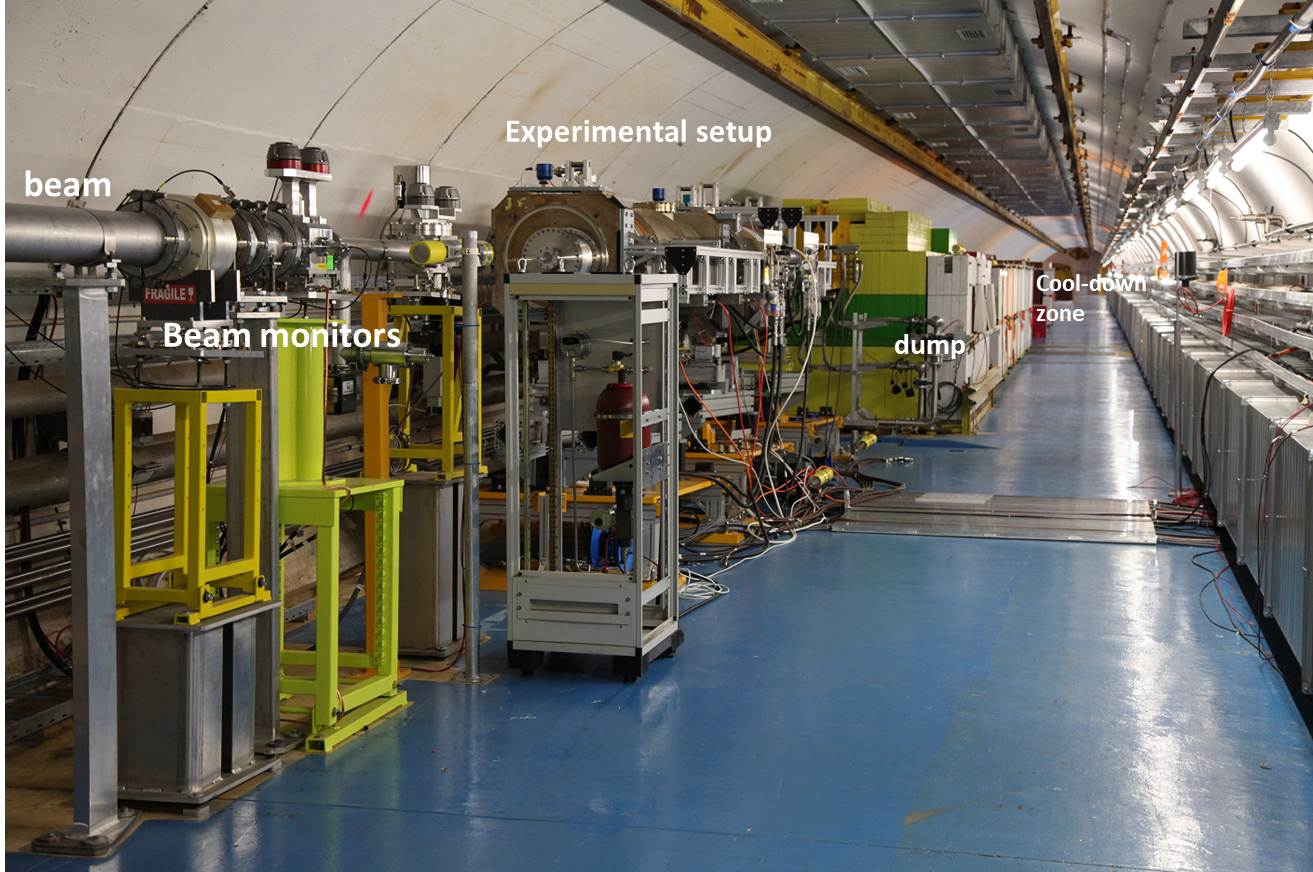 Experimental setup
beam
FRAGILE
Beam monitors
Cool-down
zone
dump